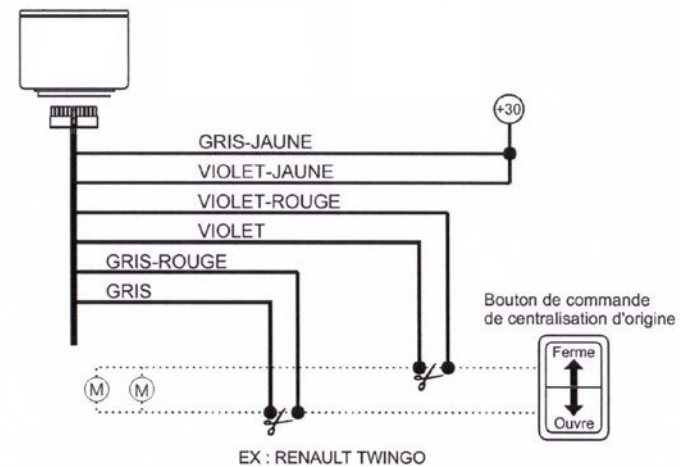 +30
GRIS-JAUNE
VIOLET-JAUNE
VIOLET-ROUGE
VIOLET
GRIS-ROUGE
GRIS
Bouton de commande
de centralisation d'origine
Ferme
M M
Ouvre
EX : RENAULT TWINGO